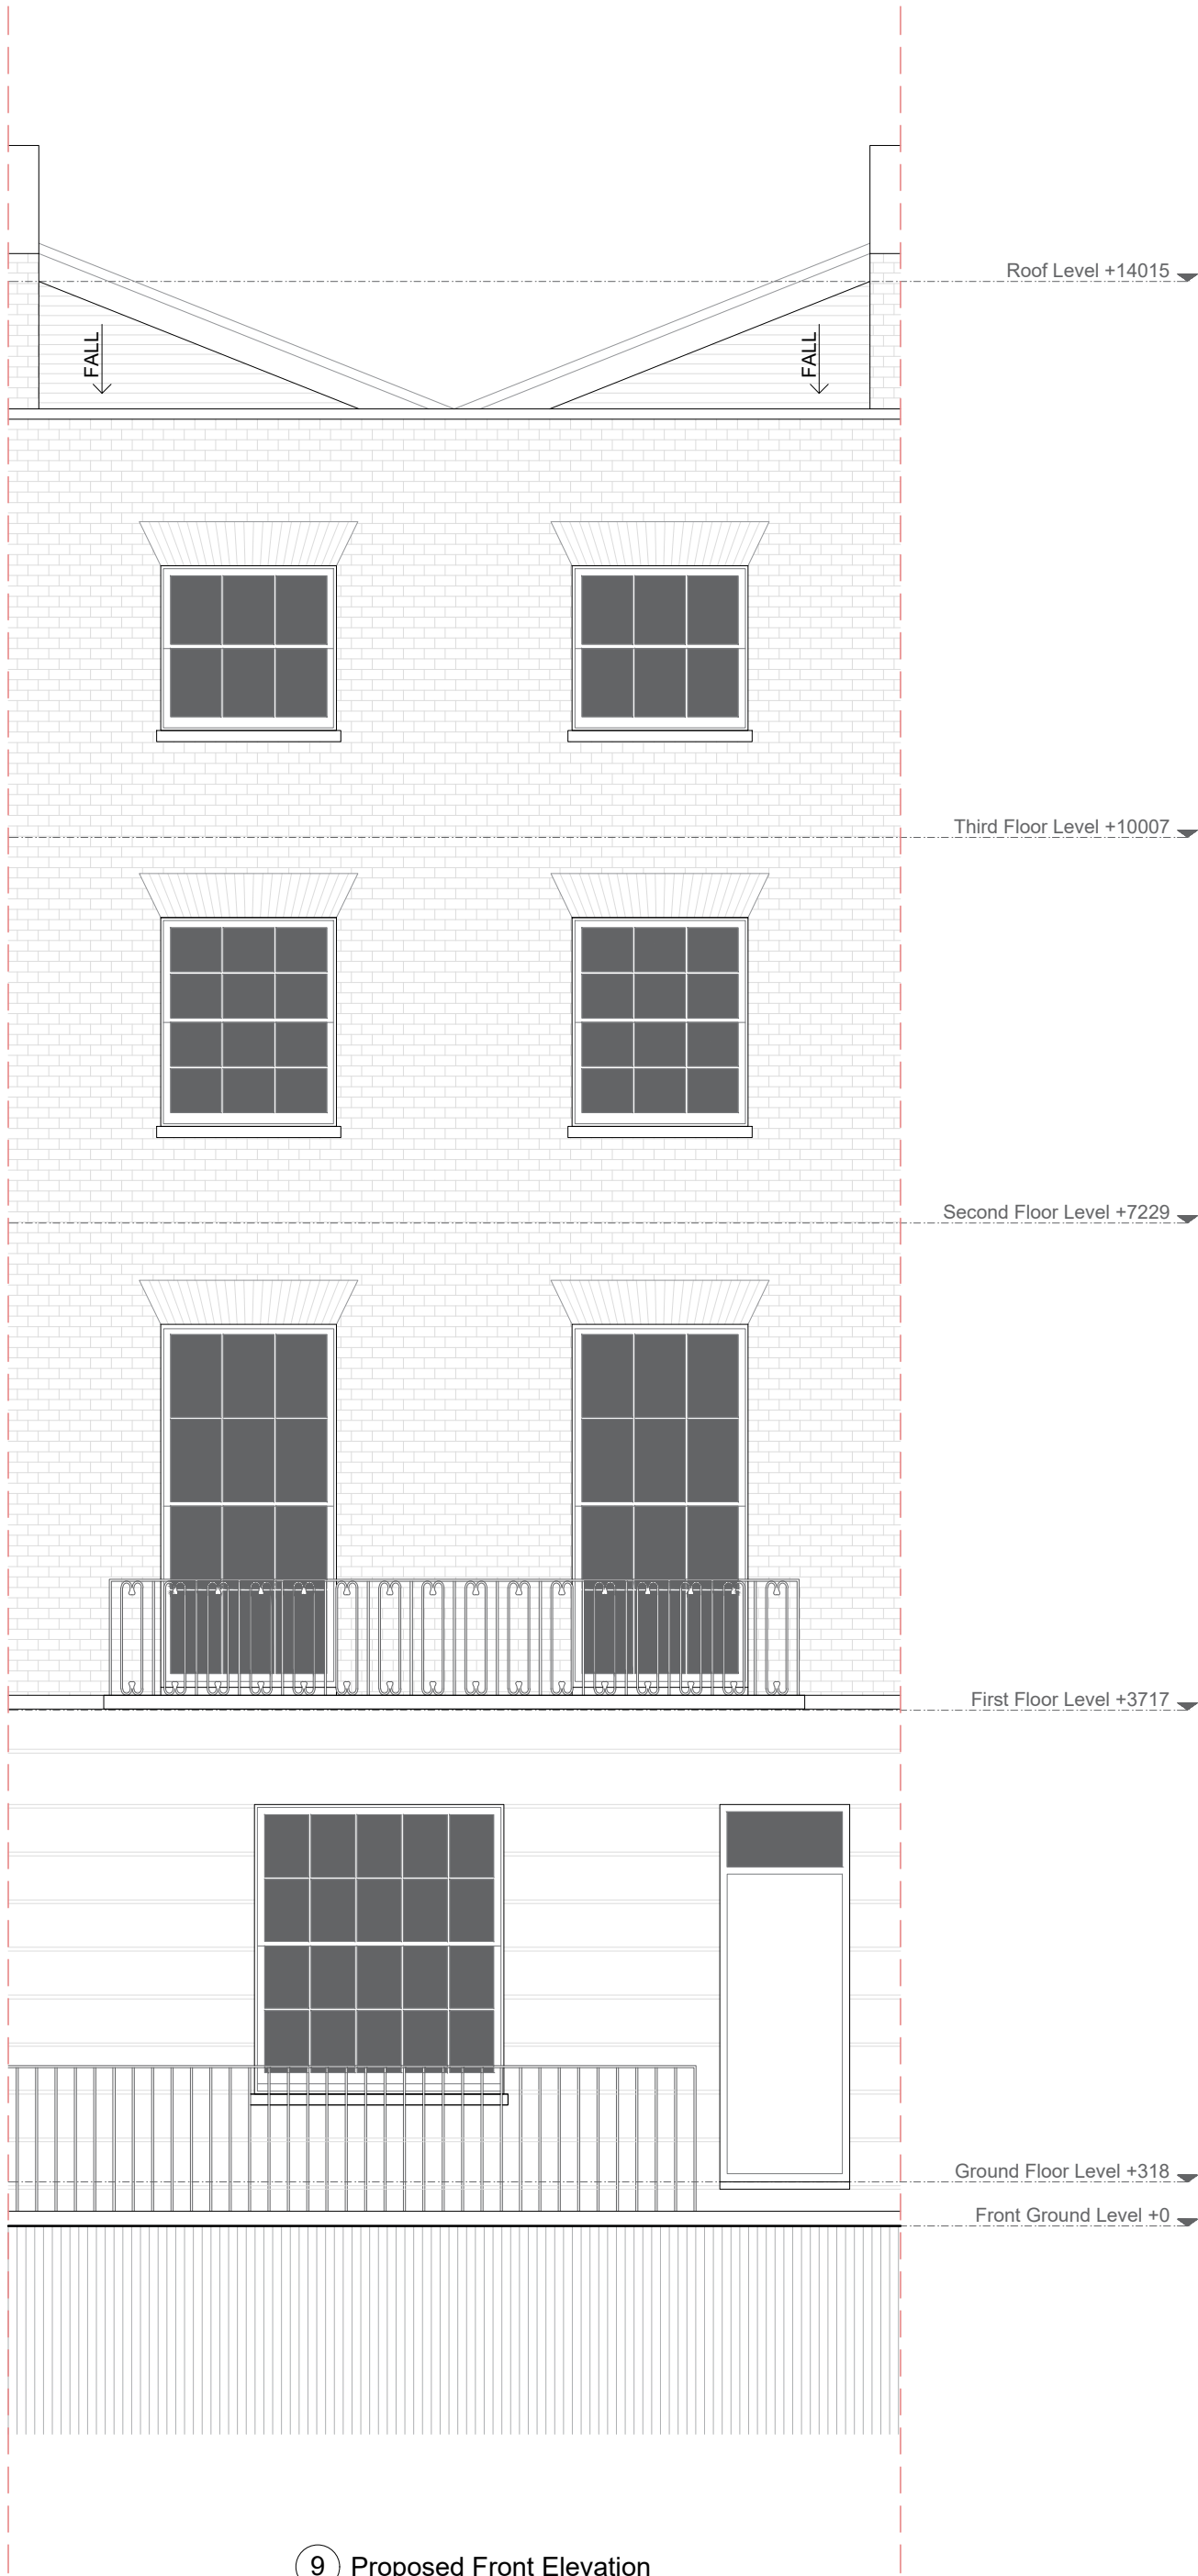 Roof Level +14015
FALL
FALL
Third Floor Level +10007
Second Floor Level +7229
First Floor Level +3717
Ground Floor Level +318
Front Ground Level +0
9 Proposed Front Elevation